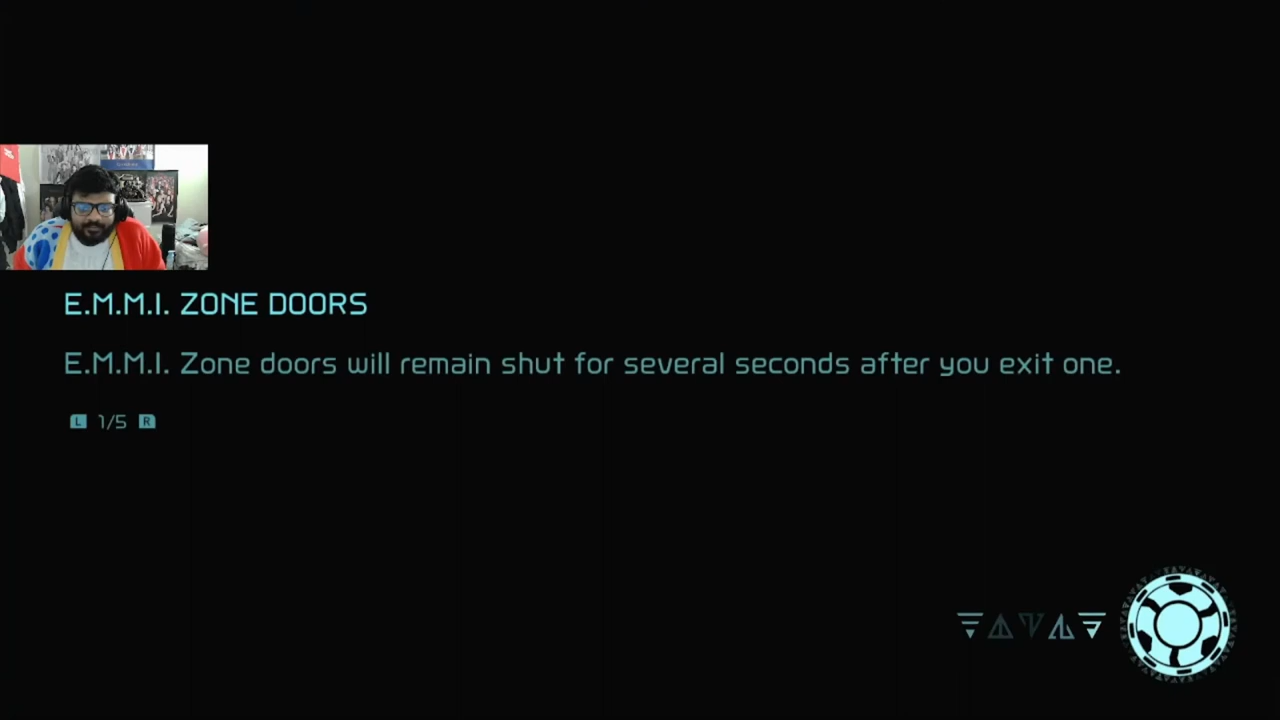 E.M.M.I. ZONE DOORS
E.M.M.I. Zone doors will remain shut for several seconds after you exit one.
L 1/5 R